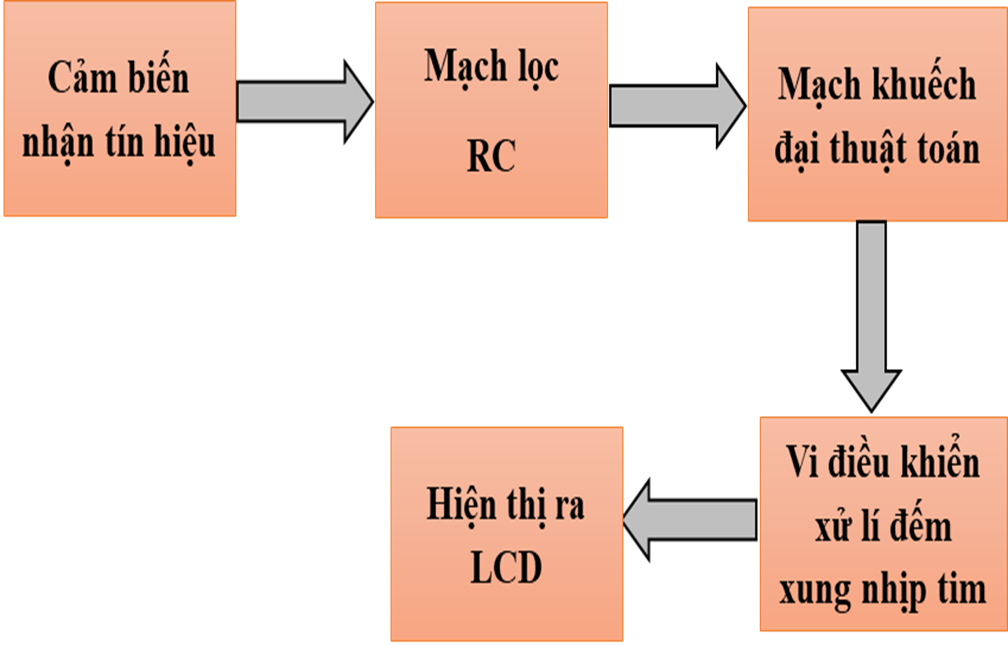 Cảm biến
nhận tín hiệu
Mạch lọc
RC
Mạch khuếch
đại thuật toán
Vi điều khiển
xử lí đếm
xung nhịp tim
Hiện thị ra
LCD